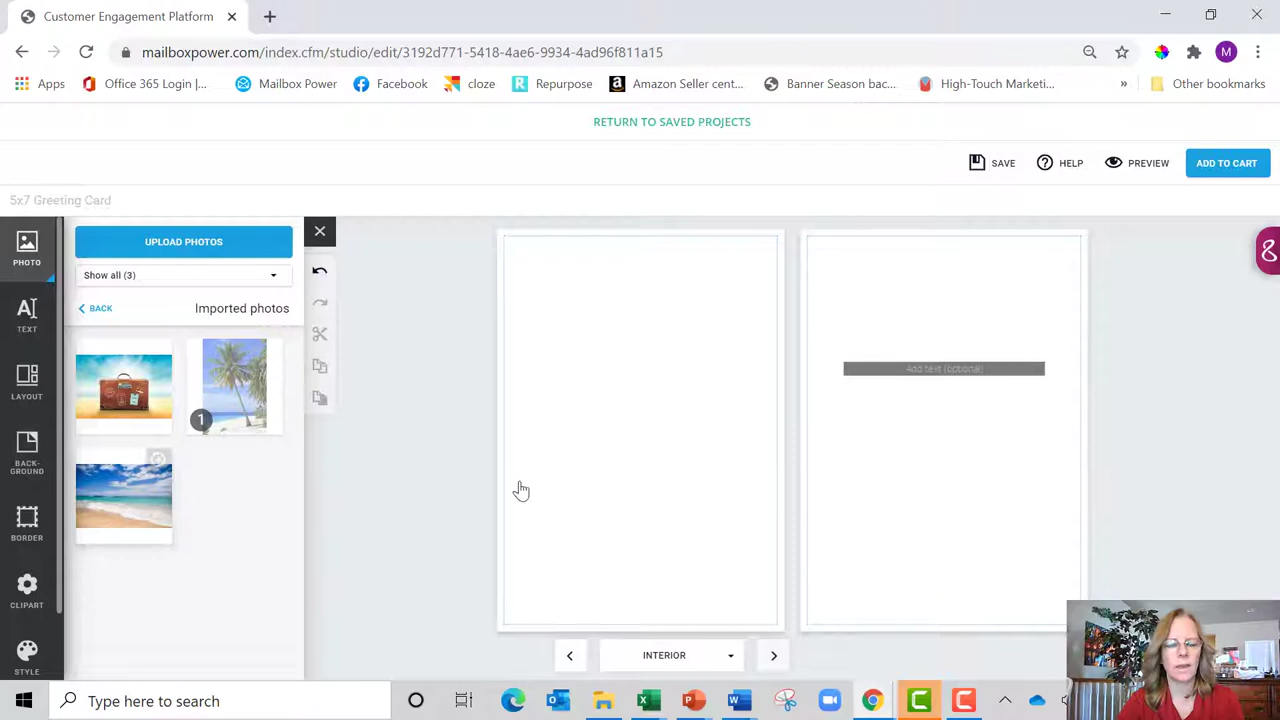 Customer Engagement Platform
mailboxpower.com/index.cfm/studio/edit/3192d771-5418-4ae6-9934-4ad96f811a15
M
Apps
Office 365 Login |...
Mailbox Power
Facebook
cloze
Repurpose
Amazon Seller cent...
Banner Season bac...
High-Touch Marketi...
»
Other bookmarks
RETURN TO SAVED PROJECTS
SAVE
HELP
PREVIEW
ADD TO CART
5x7 Greeting Card
PHOTO
UPLOAD PHOTOS
Show all (3)
BACK
Imported photos
TEXT
LAYOUT
1
BACK-
GROUND
BORDER
CLIPART
STYLE
Add text (optional)
INTERIOR
Type here to search